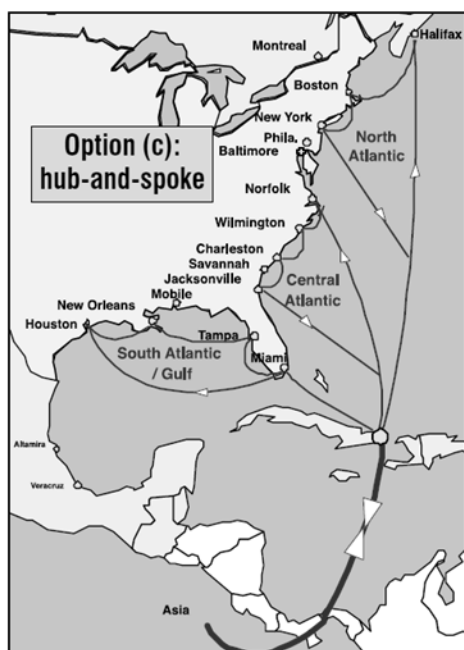 Halifax
Montreal
Boston
New York
Phila.
Baltimore
North
Atlantic
Option (c):
hub-and-spoke
Norfolk
Wilmington
Charleston
Savannah
Jacksonville
Central
Atlantic
Mobile
New Orleans
Houston
Tampa
Miami
South Atlantic
/ Gulf
Altamira
Veracruz
Asia